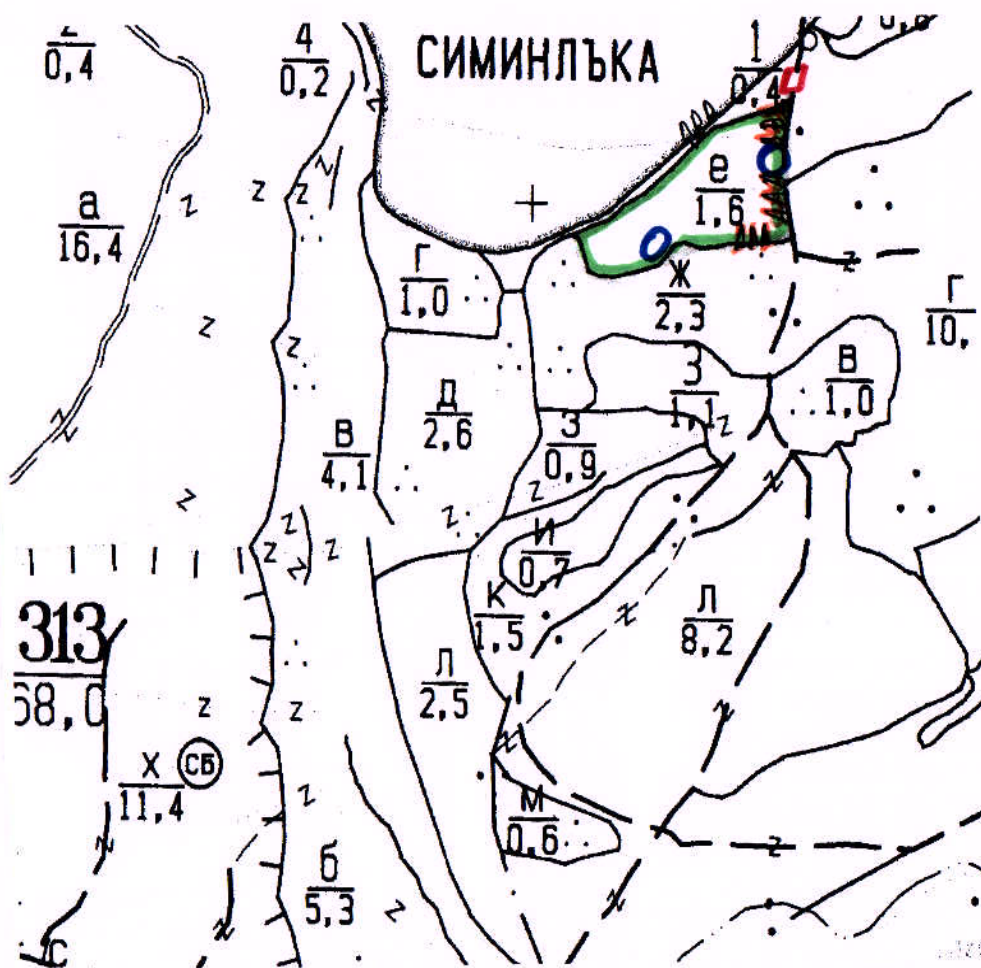 4
0,2
СИМИНЛЪКА
1
0,4
0,4
а
16,4
е
1,6
г
1,0
ж
2,3
г
10,
З
1,1
В
1,0
Д
2,6
В
4,1
З
0,9
И
0,7
К
1,5
Л
8,2
313
68,0
Л
2,5
х
11,4
СБ
М
0,6
б
5,3